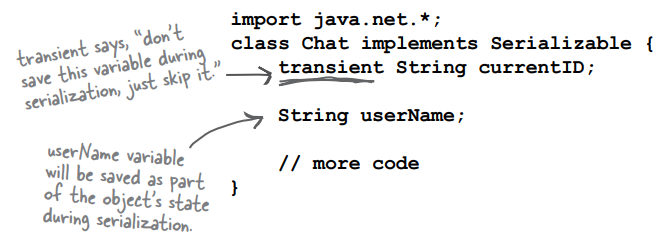 import java.net.*;
class Chat implements Serializable {
transient says, “don’t
save this variable during
serialization, just skip it.”
transient String currentID;
String userName;
userName variable
will be saved as part
of the object’s state
during serialization.
// more code
}